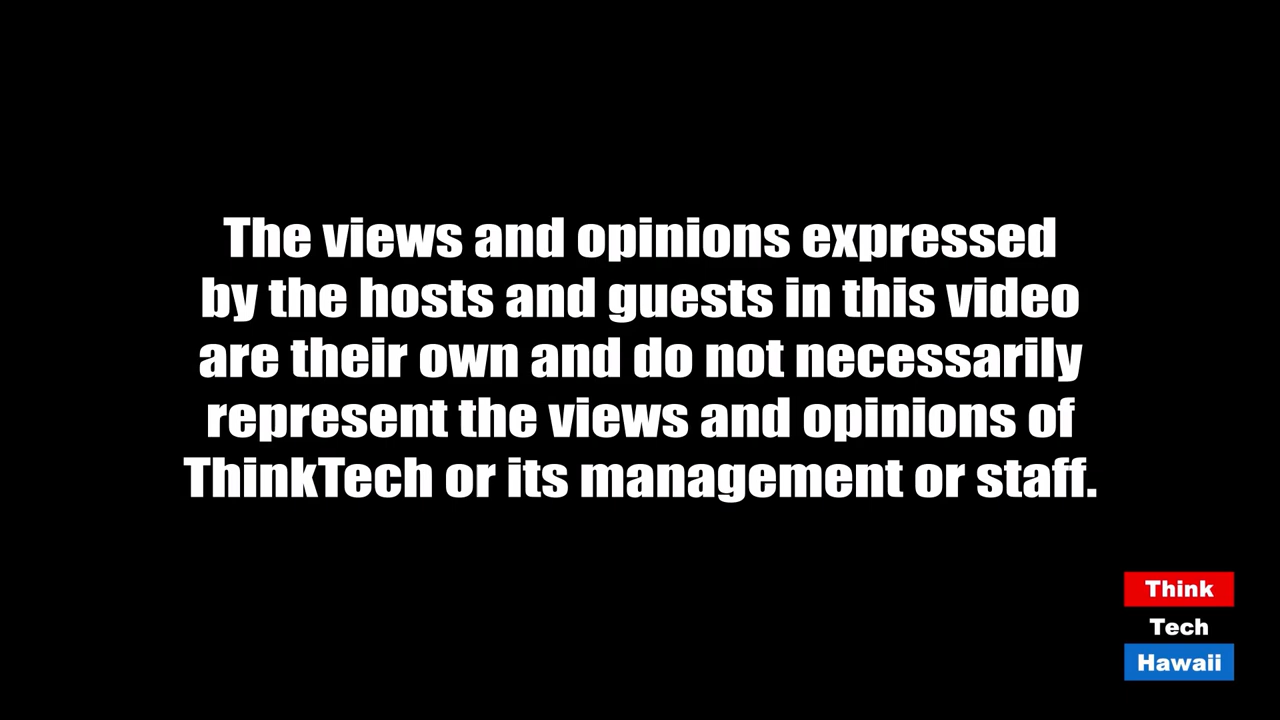 The views and opinions expressed
by the hosts and guests in this video
are their own and do not necessarily
represent the views and opinions of
ThinkTech or its management or staff.
Think
Tech
Hawaii